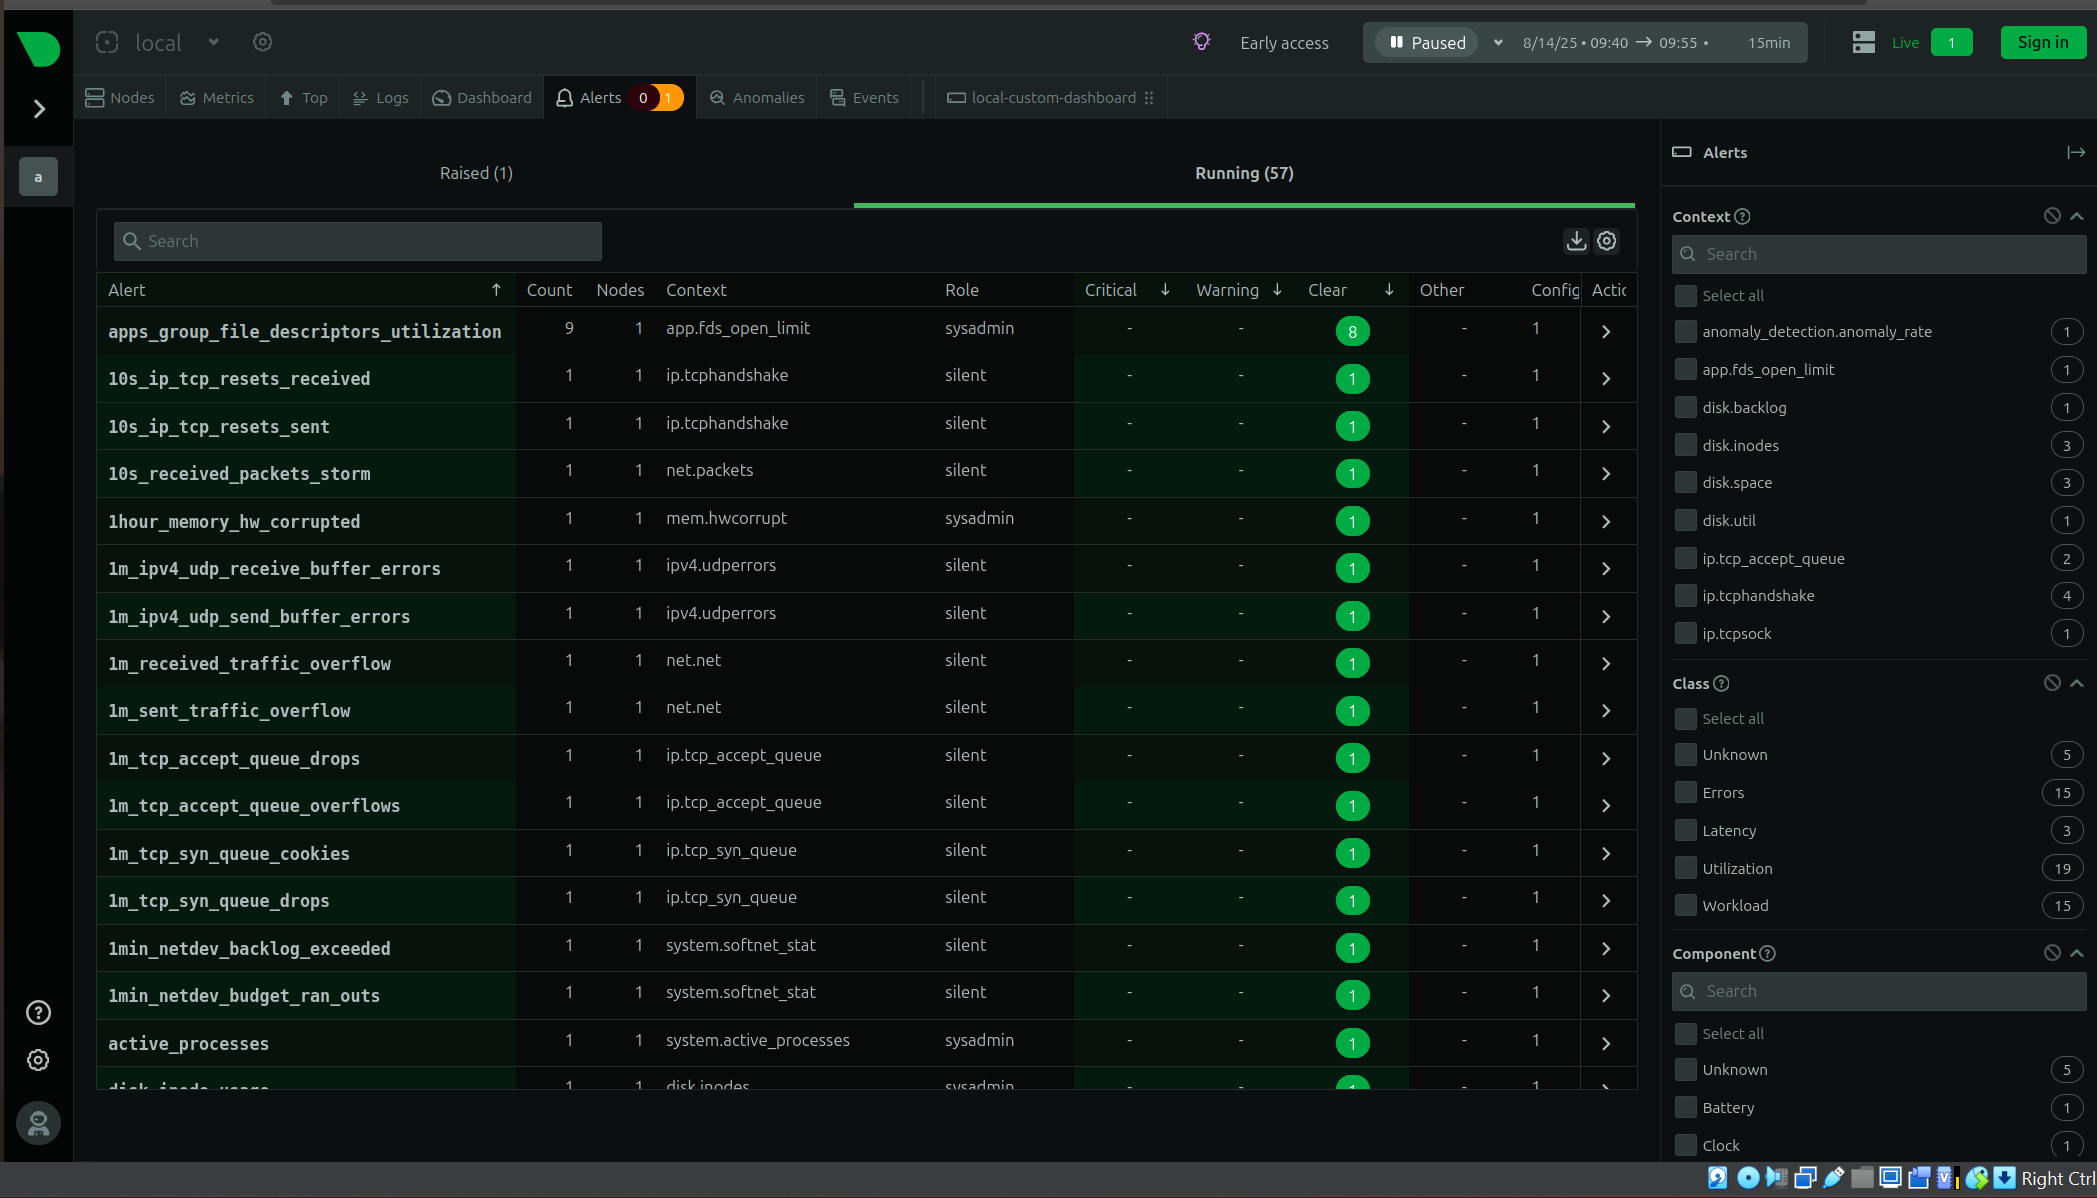 local
Early access
Paused
8/14/25 • 09:40 → 09:55 •
15min
Live
1
Sign in
Nodes
Metrics
Top
Logs
Dashboard
Alerts 0 1
Anomalies
Events
local-custom-dashboard
a
Raised (1)
Running (57)
Search
Alert Count Nodes Context Role Critical Warning Clear Other Config Actic
apps_group_file_descriptors_utilization 9 1 app.fds_open_limit sysadmin - - 8 - 1
10s_ip_tcp_resets_received 1 1 ip.tcphandshake silent - - 1 - 1
10s_ip_tcp_resets_sent 1 1 ip.tcphandshake silent - - 1 - 1
10s_received_packets_storm 1 1 net.packets silent - - 1 - 1
1hour_memory_hw_corrupted 1 1 mem.hwcorrupt sysadmin - - 1 - 1
1m_ipv4_udp_receive_buffer_errors 1 1 ipv4.udperrors silent - - 1 - 1
1m_ipv4_udp_send_buffer_errors 1 1 ipv4.udperrors silent - - 1 - 1
1m_received_traffic_overflow 1 1 net.net silent - - 1 - 1
1m_sent_traffic_overflow 1 1 net.net silent - - 1 - 1
1m_tcp_accept_queue_drops 1 1 ip.tcp_accept_queue silent - - 1 - 1
1m_tcp_accept_queue_overflows 1 1 ip.tcp_accept_queue silent - - 1 - 1
1m_tcp_syn_queue_cookies 1 1 ip.tcp_syn_queue silent - - 1 - 1
1m_tcp_syn_queue_drops 1 1 ip.tcp_syn_queue silent - - 1 - 1
1min_netdev_backlog_exceeded 1 1 system.softnet_stat silent - - 1 - 1
1min_netdev_budget_ran_outs 1 1 system.softnet_stat silent - - 1 - 1
active_processes 1 1 system.active_processes sysadmin - - 1 - 1
disk_inode_usage 1 1 disk.inodes sysadmin - - 1 - 1
Alerts
Context
Search
Select all
anomaly_detection.anomaly_rate 1
app.fds_open_limit 1
disk.backlog 1
disk.inodes 3
disk.space 3
disk.util 1
ip.tcp_accept_queue 2
ip.tcphandshake 4
ip.tcpsock 1
Class
Select all
Unknown 5
Errors 15
Latency 3
Utilization 19
Workload 15
Component
Search
Select all
Unknown 5
Battery 1
Clock 1
Right Ctrl